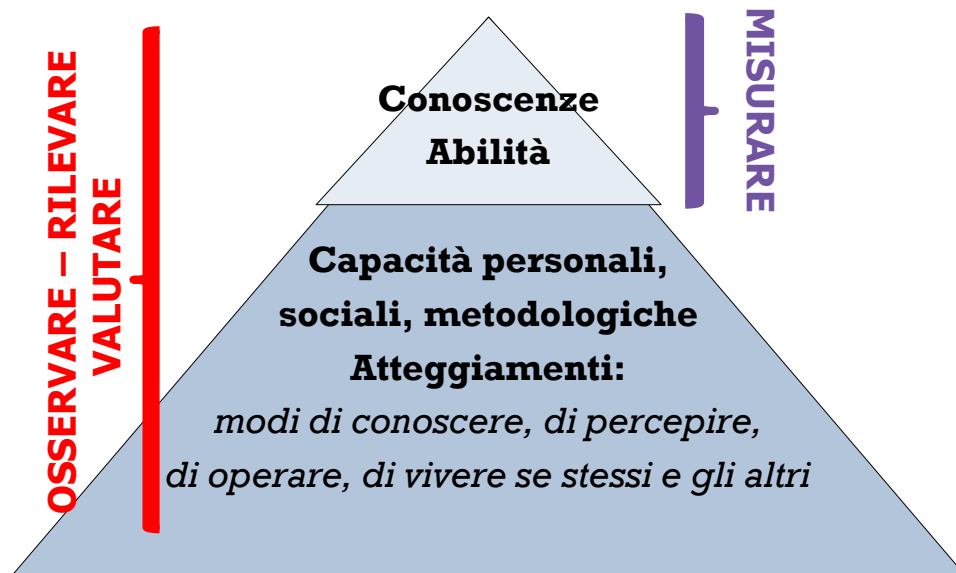 OSSERVARE – RILEVARE
VALUTARE
Conoscenze
Abilità
MISURARE
Capacità personali,
sociali, metodologiche
Atteggiamenti:
modi di conoscere, di percepire,
di operare, di vivere se stessi e gli altri